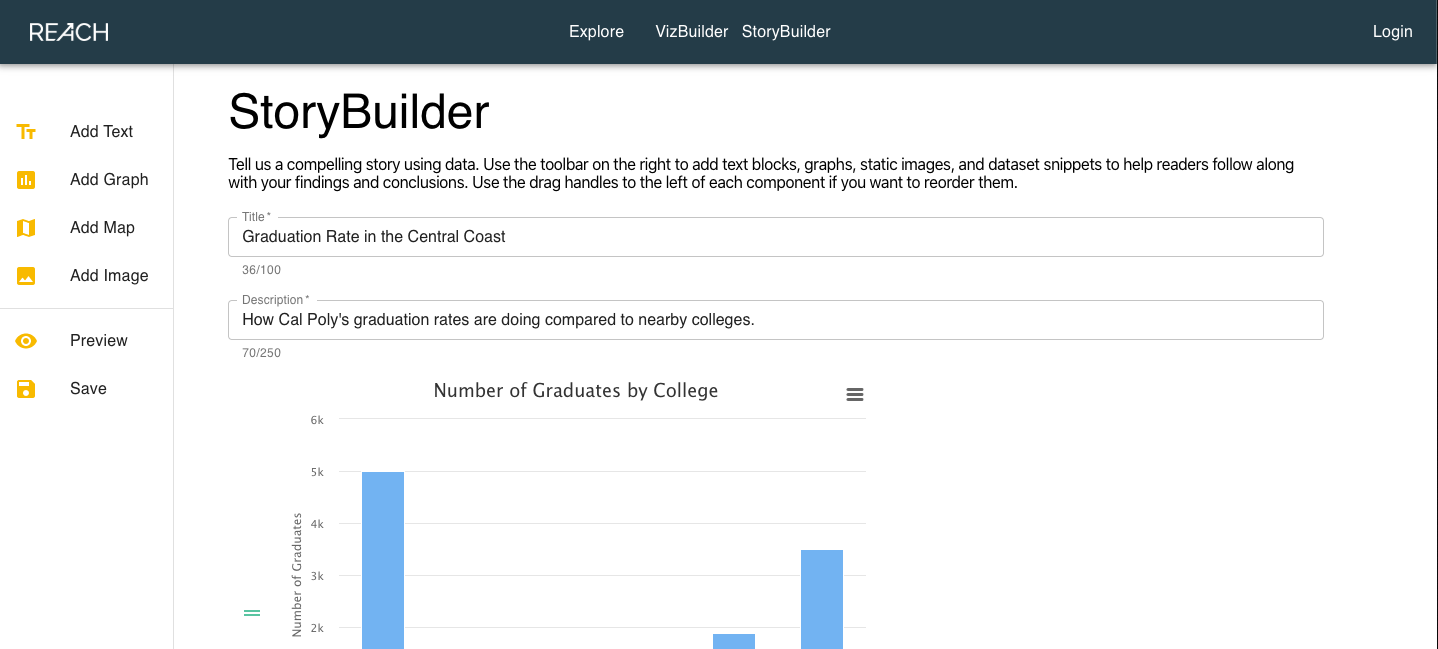 REACH
Explore VizBuilder StoryBuilder
Login
Add Text
Add Graph
Add Map
Add Image
Preview
Save
StoryBuilder
Tell us a compelling story using data. Use the toolbar on the right to add text blocks, graphs, static images, and dataset snippets to help readers follow along
with your findings and conclusions. Use the drag handles to the left of each component if you want to reorder them.
Title *
Graduation Rate in the Central Coast
36/100
Description *
How Cal Poly's graduation rates are doing compared to nearby colleges.
70/250
Number of Graduates by College
Number of Graduates
6k
5k
4k
3k
2k